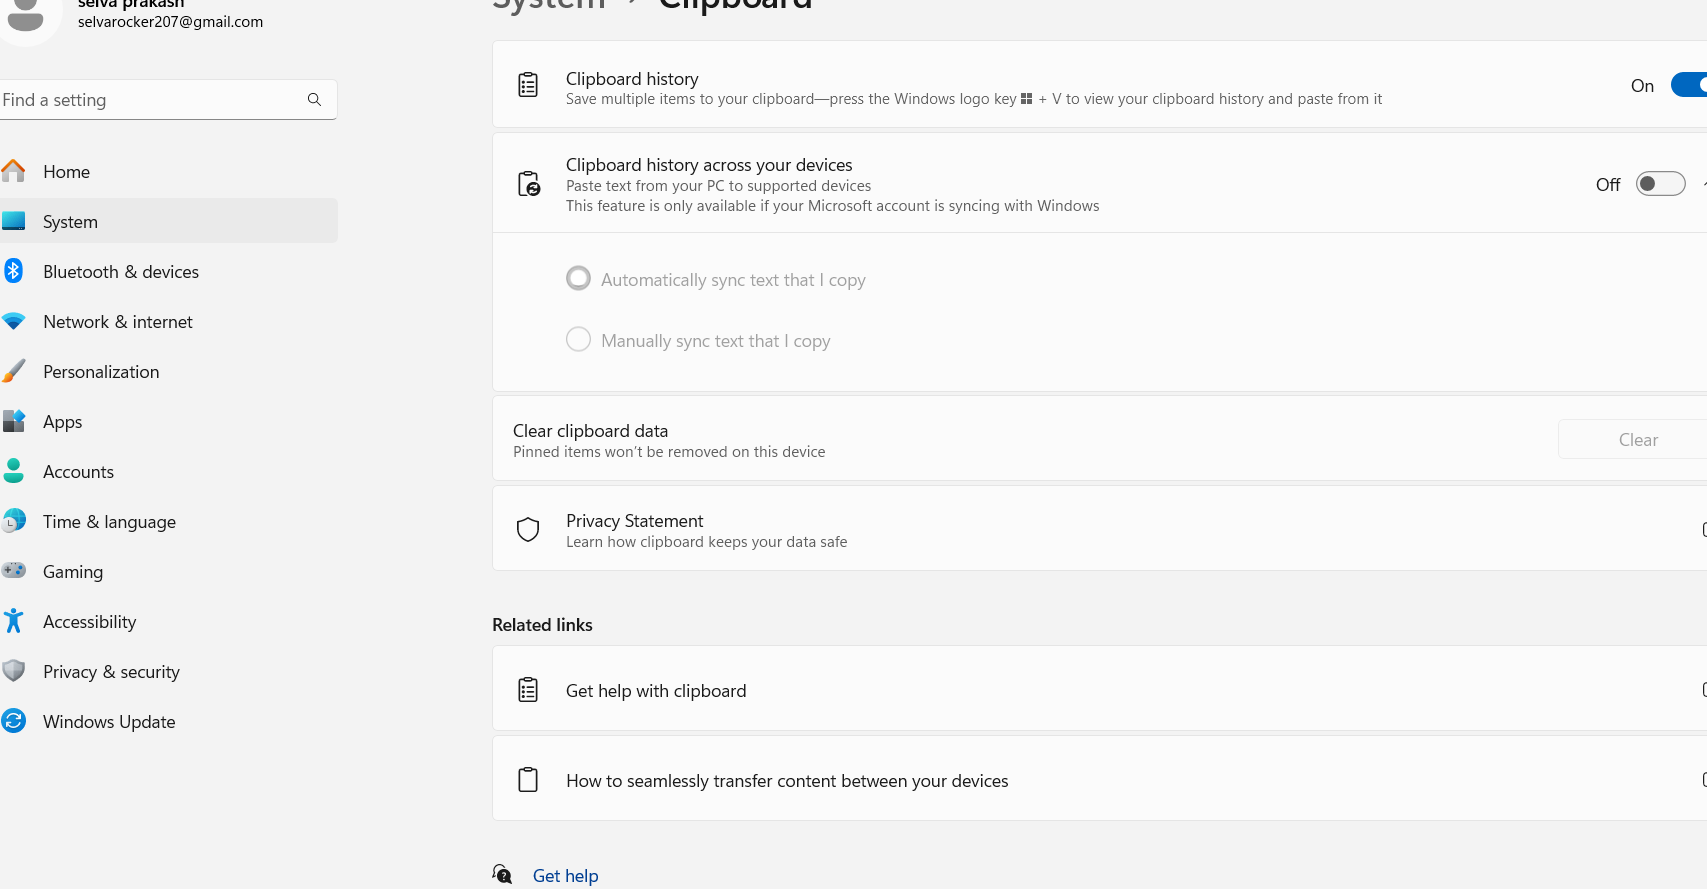 selva prakash
selvarocker207@gmail.com
Find a setting
Home
System
Bluetooth & devices
Network & internet
Personalization
Apps
Accounts
Time & language
Gaming
Accessibility
Privacy & security
Windows Update
System > Clipboard
Clipboard history
Save multiple items to your clipboard—press the Windows logo key + V to view your clipboard history and paste from it
On
Clipboard history across your devices
Paste text from your PC to supported devices
This feature is only available if your Microsoft account is syncing with Windows
Off
Automatically sync text that I copy
Manually sync text that I copy
Clear clipboard data
Pinned items won't be removed on this device
Clear
Privacy Statement
Learn how clipboard keeps your data safe
Related links
Get help with clipboard
How to seamlessly transfer content between your devices
Get help